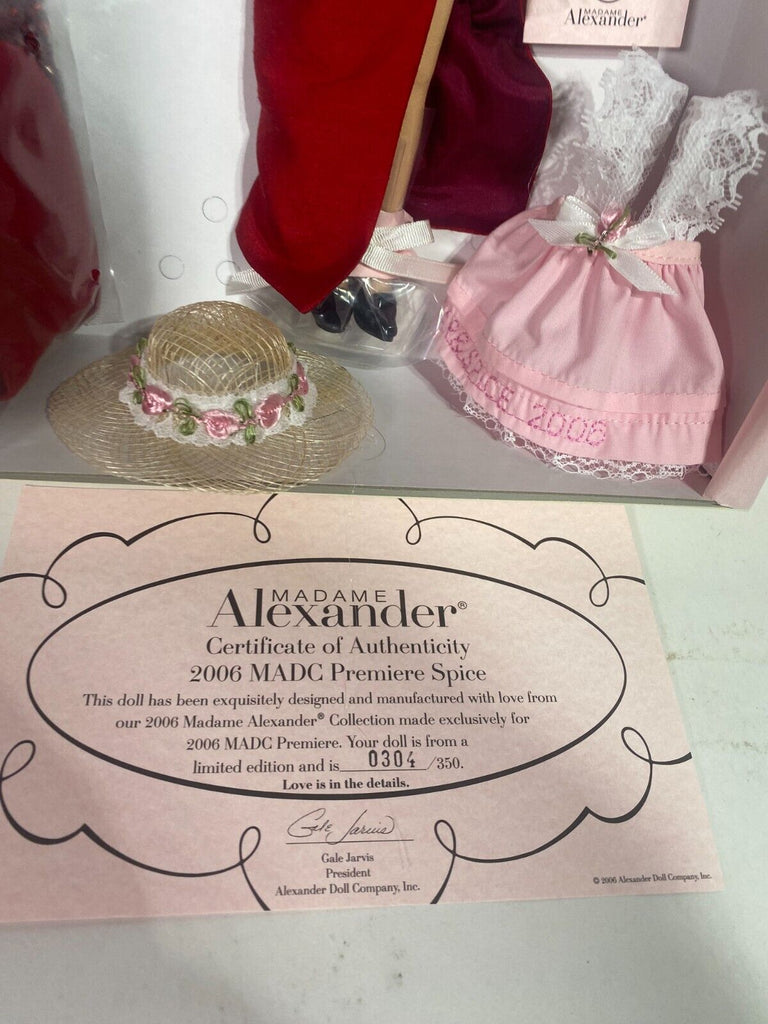 MADAME
Alexander®
2006
MADAME
Alexander®
Certificate of Authenticity
2006 MADC Premiere Spice
This doll has been exquisitely designed and manufactured with love from
our 2006 Madame Alexander® Collection made exclusively for
2006 MADC Premiere. Your doll is from a
limited edition and is 0304 /350.
Love is in the details.
Gale Jarvis
Gale Jarvis
President
Alexander Doll Company, Inc.
© 2006 Alexander Doll Company, Inc.